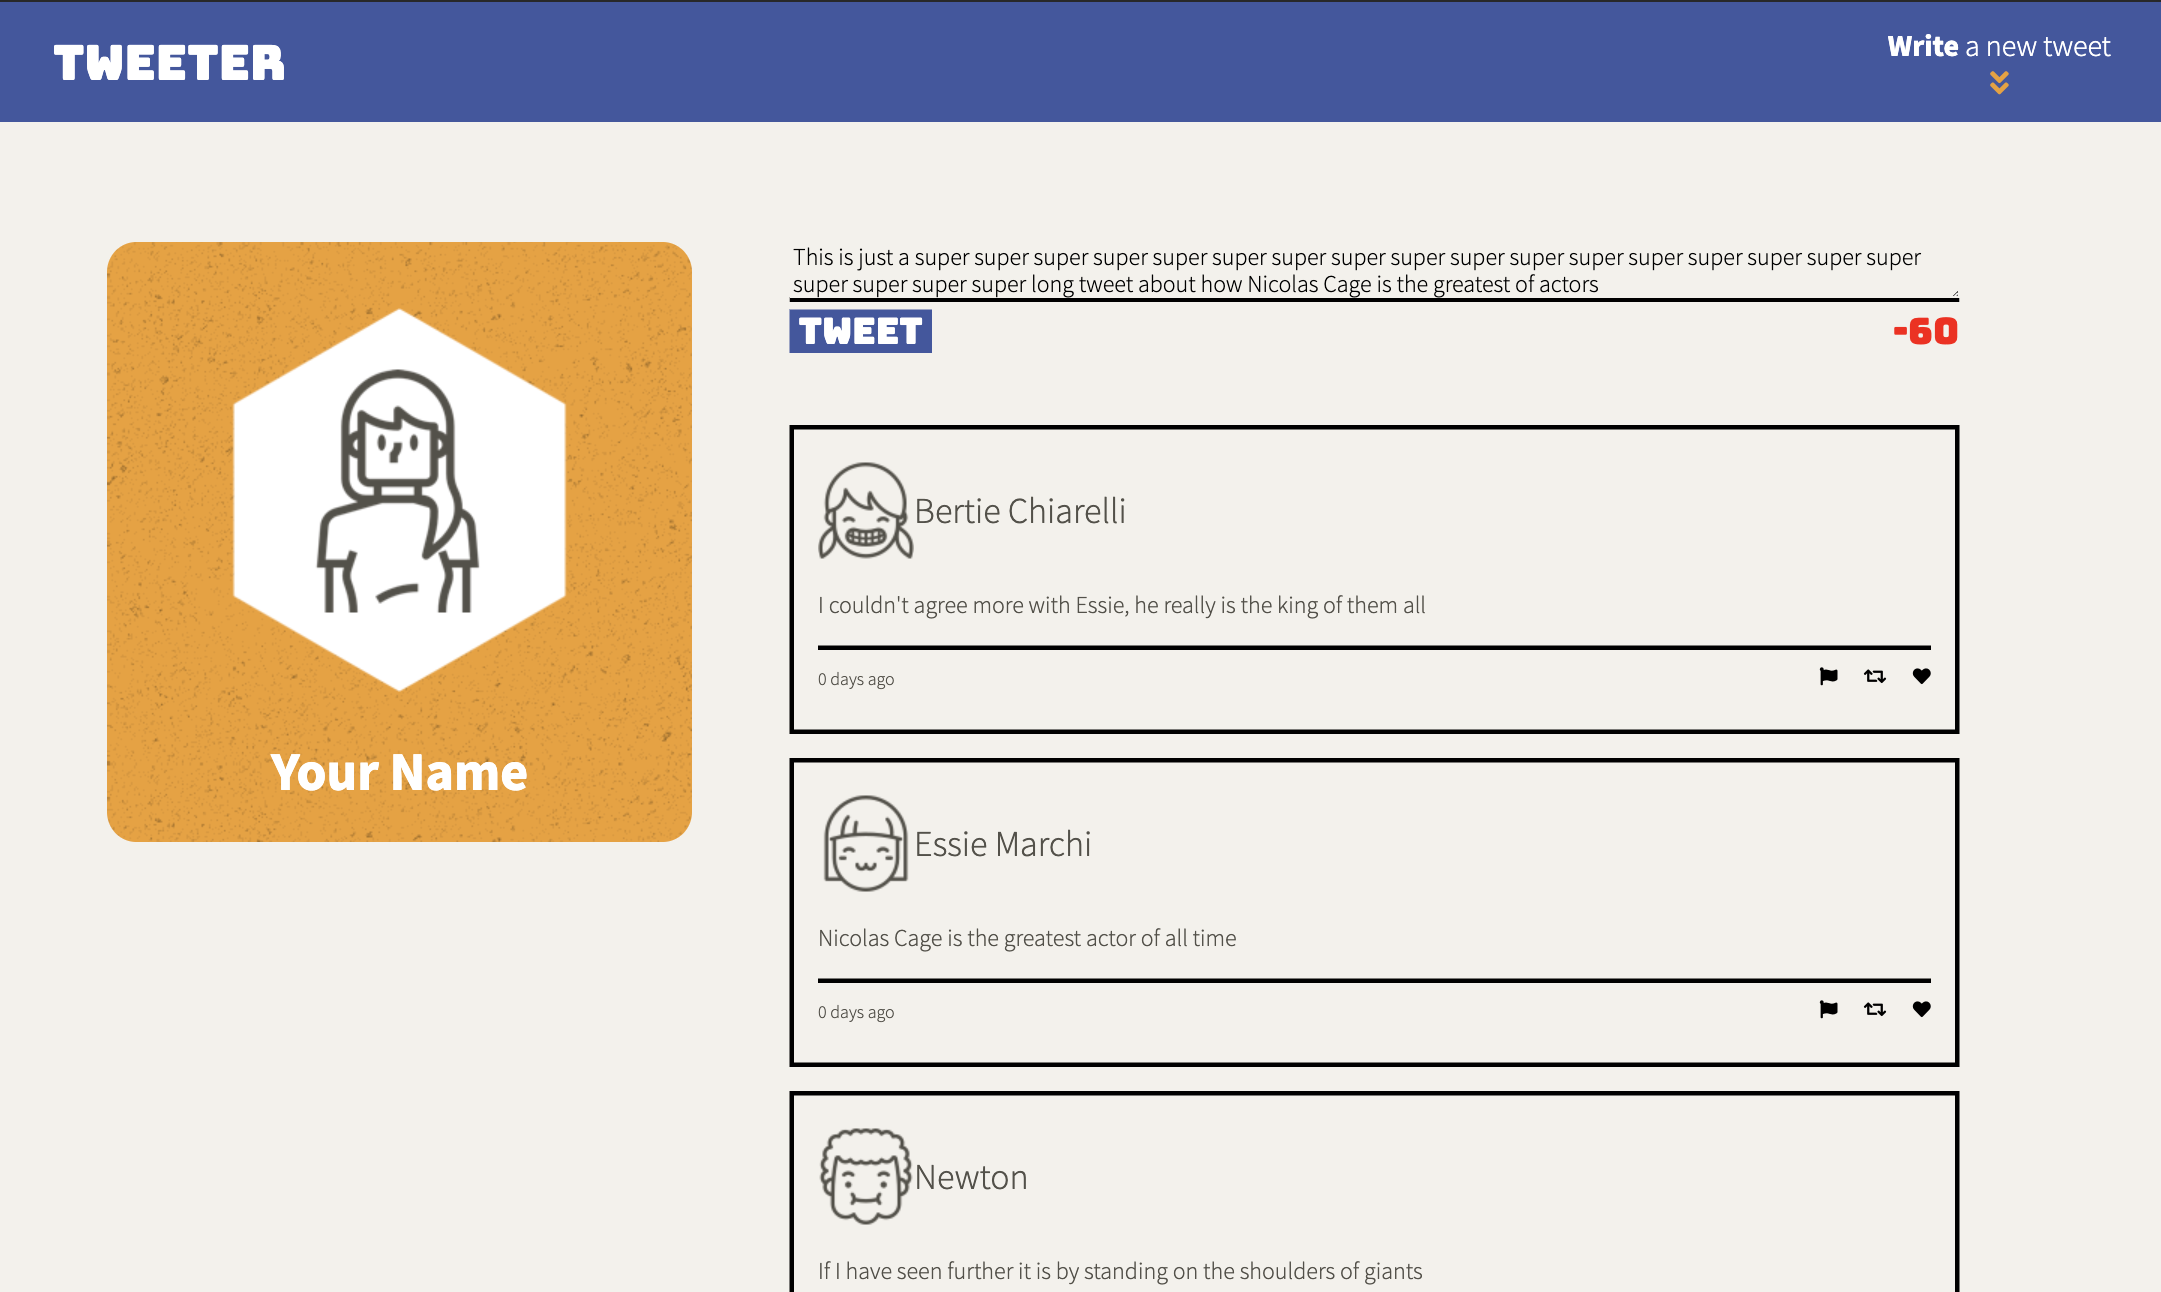 TWEETER
Write a new tweet
This is just a super super super super super super super super super super super super super super super super super
super super super super long tweet about how Nicolas Cage is the greatest of actors
TWEET
-60
Your Name
Bertie Chiarelli
I couldn't agree more with Essie, he really is the king of them all
0 days ago
Essie Marchi
Nicolas Cage is the greatest actor of all time
0 days ago
Newton
If I have seen further it is by standing on the shoulders of giants